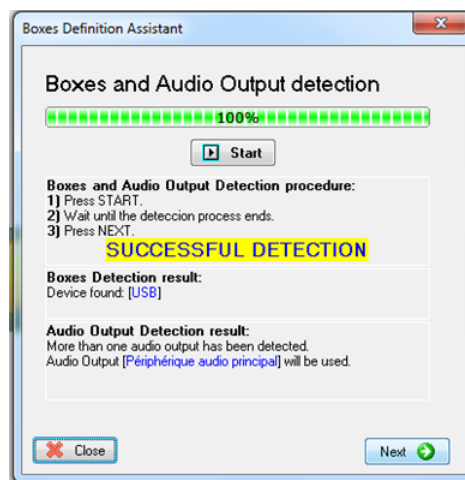 Boxes Definition Assistant
Boxes and Audio Output detection
100%
Start
Boxes and Audio Output Detection procedure:
1) Press START.
2) Wait until the deteccion process ends.
3) Press NEXT.
SUCCESSFUL DETECTION
Boxes Detection result:
Device found: [USB]
Audio Output Detection result:
More than one audio output has been detected.
Audio Output [Périphérique audio principal] will be used.
Close
Next